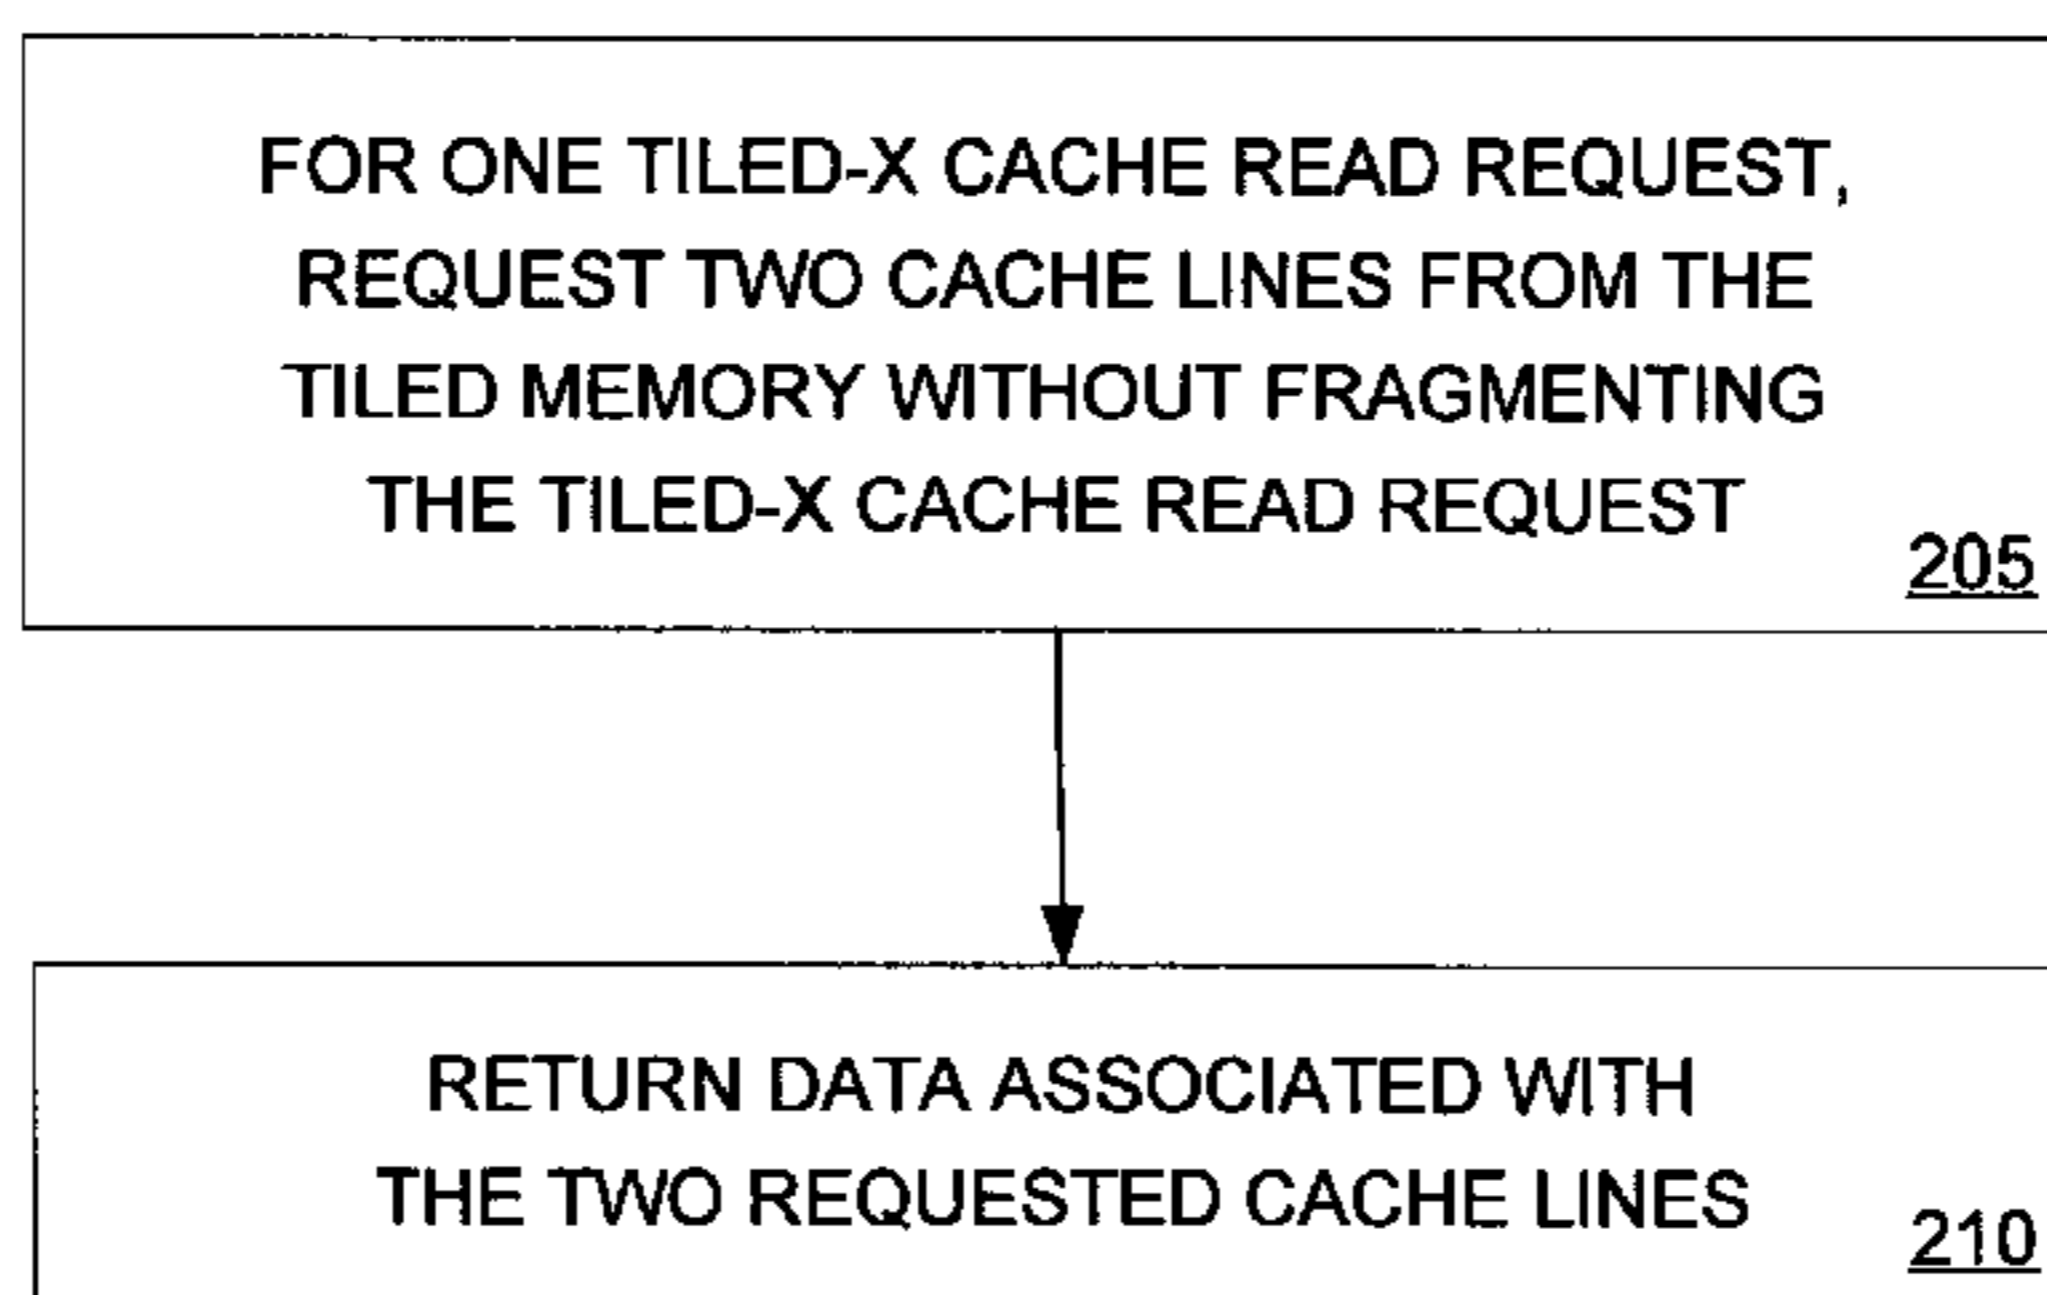 FOR ONE TILED-X CACHE READ REQUEST,
REQUEST TWO CACHE LINES FROM THE
TILED MEMORY WITHOUT FRAGMENTING
THE TILED-X CACHE READ REQUEST
205
RETURN DATA ASSOCIATED WITH
THE TWO REQUESTED CACHE LINES
210